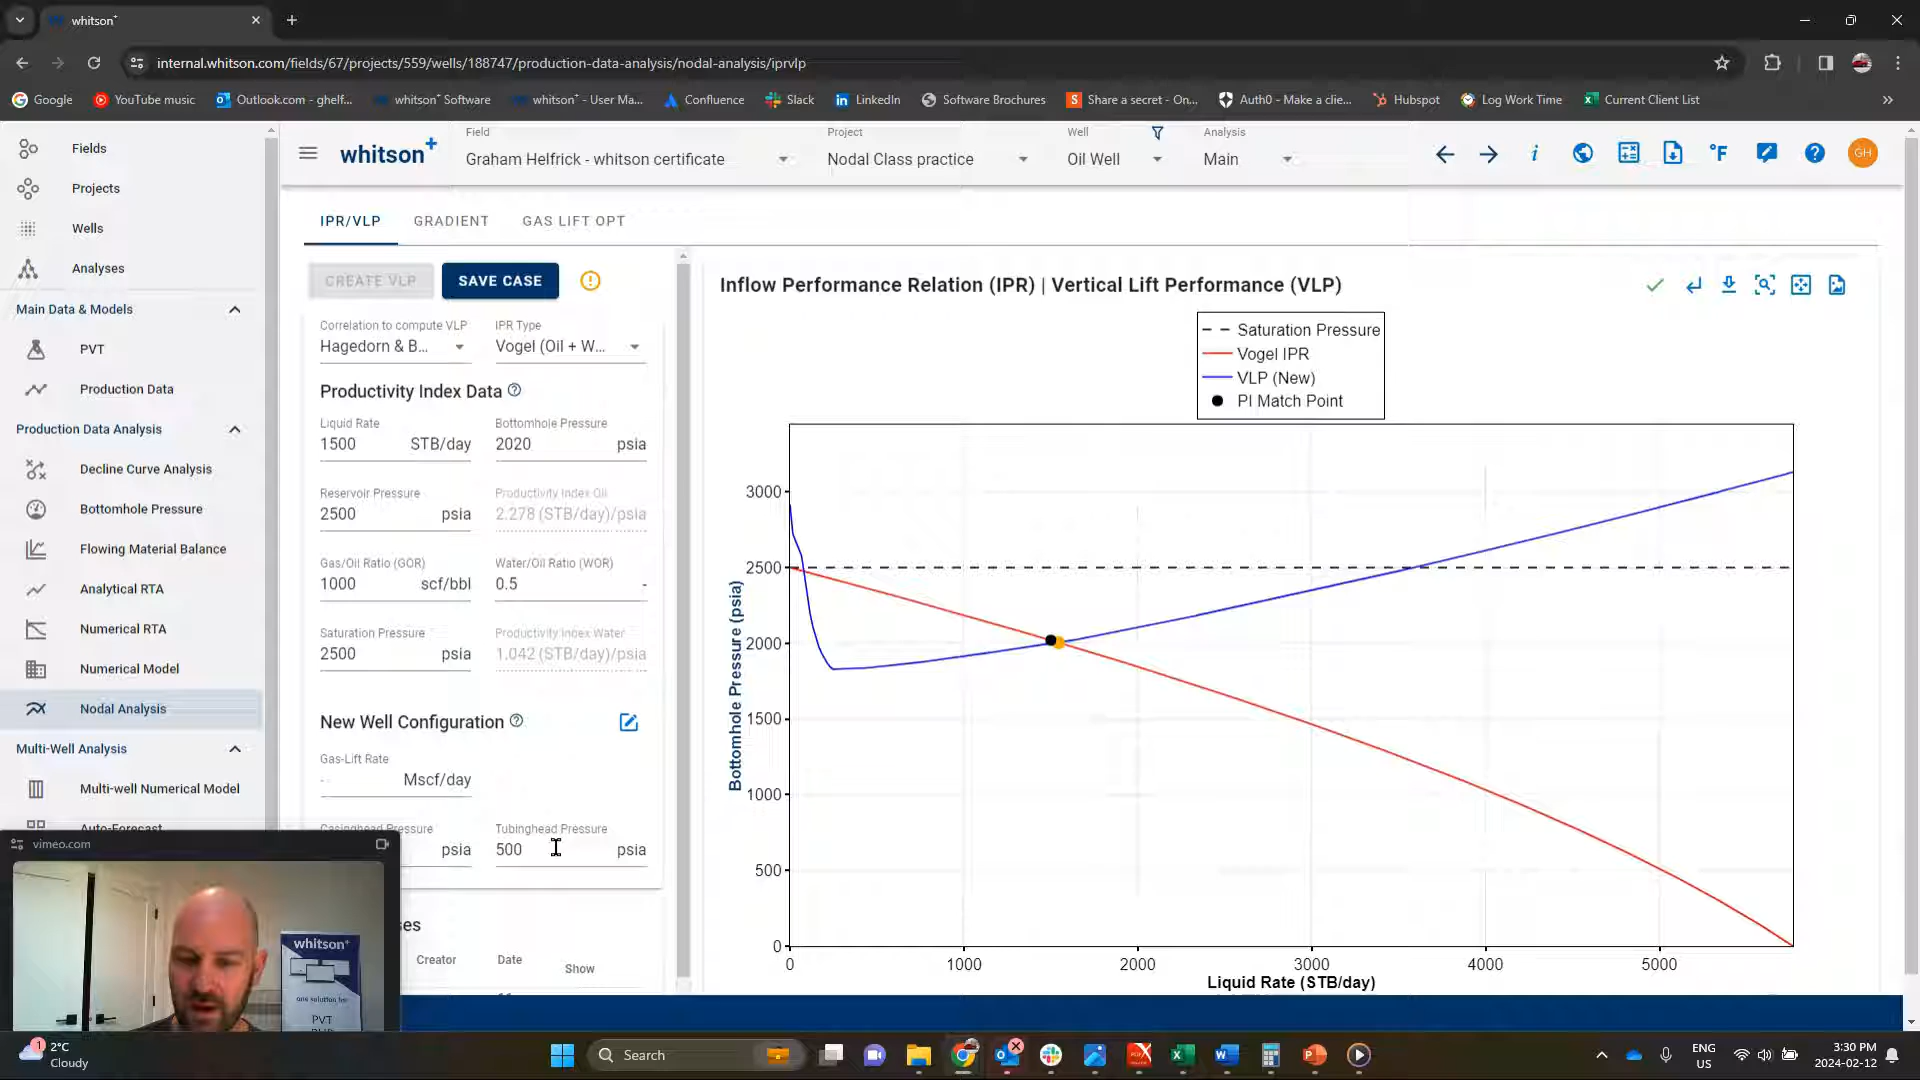 whitson⁺
internal.whitson.com/fields/67/projects/559/wells/188747/production-data-analysis/nodal-analysis/iprvlp
Google
YouTube music
Outlook.com - ghelf...
whitson⁺ Software
whitson⁺ - User Ma...
Confluence
Slack
LinkedIn
Software Brochures
Share a secret - On...
Auth0 - Make a clie...
Hubspot
Log Work Time
Current Client List
Fields
Projects
Wells
Analyses
Main Data & Models
PVT
Production Data
Production Data Analysis
Decline Curve Analysis
Bottomhole Pressure
Flowing Material Balance
Analytical RTA
Numerical RTA
Numerical Model
Nodal Analysis
Multi-Well Analysis
Multi-well Numerical Model
Auto-Forecast
whitson+
Field
Graham Helfrick - whitson certificate
Project
Nodal Class practice
Well
Oil Well
Analysis
Main
°F
GH
IPR/VLP
GRADIENT
GAS LIFT OPT
CREATE VLP
SAVE CASE
Correlation to compute VLP
Hagedorn & B...
IPR Type
Vogel (Oil + W...
Productivity Index Data
Liquid Rate
1500 STB/day
Bottomhole Pressure
2020 psia
Reservoir Pressure
2500 psia
Productivity Index Oil
2.278 (STB/day)/psia
Gas/Oil Ratio (GOR)
1000 scf/bbl
Water/Oil Ratio (WOR)
0.5 -
Saturation Pressure
2500 psia
Productivity Index Water
1.042 (STB/day)/psia
New Well Configuration
Gas-Lift Rate
-- Mscf/day
Casinghead Pressure
psia
Tubinghead Pressure
500 psia
ses
Creator
Date
Show
Inflow Performance Relation (IPR) | Vertical Lift Performance (VLP)
Saturation Pressure
Vogel IPR
VLP (New)
PI Match Point
Bottomhole Pressure (psia)
3000
2500
2000
1500
1000
500
0
0
1000
2000
3000
4000
5000
Liquid Rate (STB/day)
vimeo.com
whitson⁺
one solution for
PVT
1
2°C
Cloudy
Search
ENG
US
3:30 PM
2024-02-12